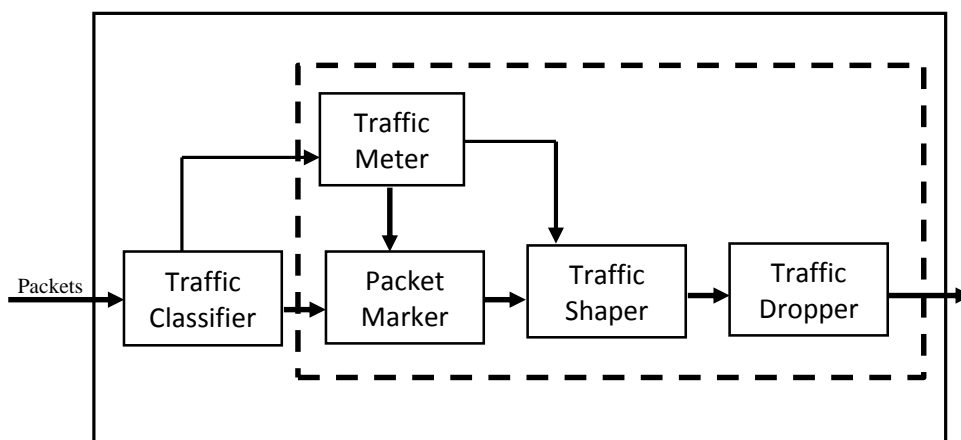 Traffic
Meter
Packets
Traffic
Classifier
Packet
Marker
Traffic
Shaper
Traffic
Dropper